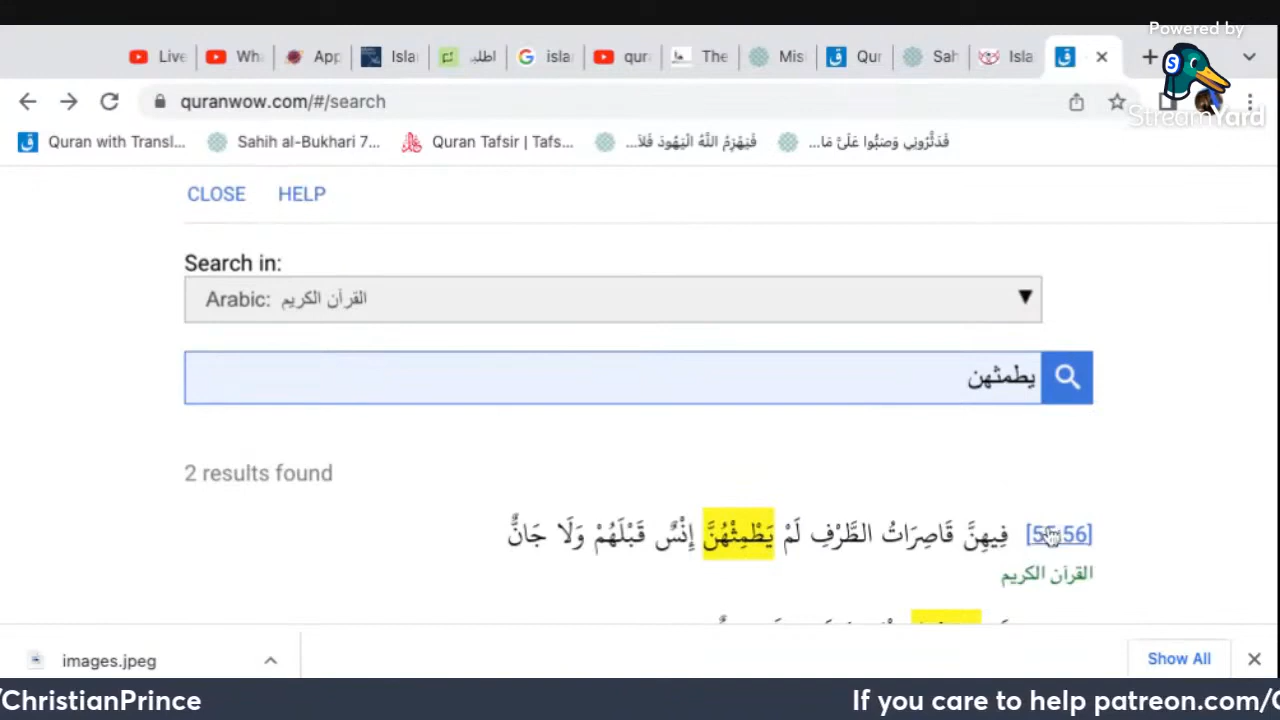 Powered by
StreamYard
Live
Wh
App
Isla
اطل
isla
qur
The
Mis
Qur
Sah
Isla
quranwow.com/#/search
Quran with Transl...
Sahih al-Bukhari 7...
Quran Tafsir | Tafs...
فَيَهْزِمُ اللَّهُ الْيَهُودَ فَلاَ...
فَدَثَّرُونِي وَصَبُّوا عَلَىَّ مَا...
CLOSE HELP
Search in:
Arabic: القرآن الكريم
يطمثهن
2 results found
[55:56] فِيهِنَّ قَاصِرَاتُ الطَّرْفِ لَمْ يَطْمِثْهُنَّ إِنْسٌ قَبْلَهُمْ وَلَا جَانٌّ
القرآن الكريم
images.jpeg
Show All
/ChristianPrince
If you care to help patreon.com/C